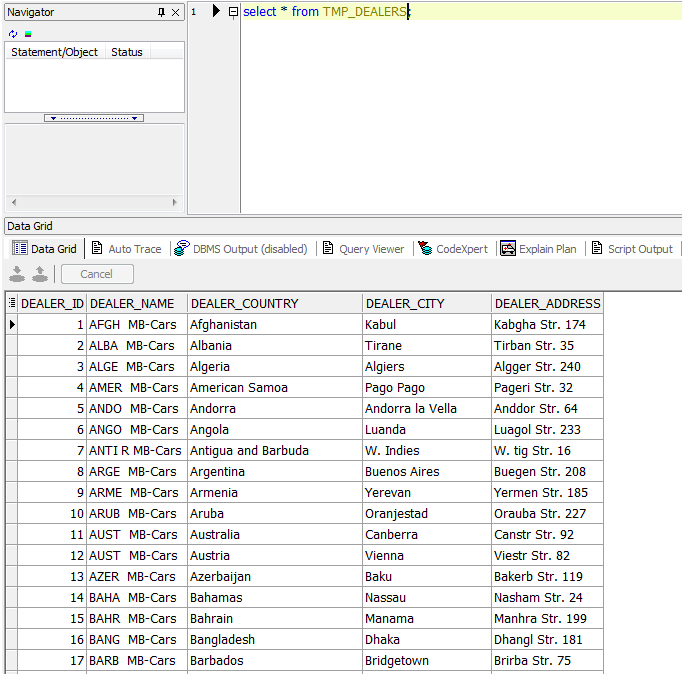 Navigator
Statement/Object Status
1 select * from TMP_DEALERS;
Data Grid
Data Grid Auto Trace DBMS Output (disabled) Query Viewer CodeXpert Explain Plan Script Output
Cancel
DEALER_ID DEALER_NAME DEALER_COUNTRY DEALER_CITY DEALER_ADDRESS
1 AFGH MB-Cars Afghanistan Kabul Kabgha Str. 174
2 ALBA MB-Cars Albania Tirane Tirban Str. 35
3 ALGE MB-Cars Algeria Algiers Algger Str. 240
4 AMER MB-Cars American Samoa Pago Pago Pageri Str. 32
5 ANDO MB-Cars Andorra Andorra la Vella Anddor Str. 64
6 ANGO MB-Cars Angola Luanda Luagol Str. 233
7 ANTI R MB-Cars Antigua and Barbuda W. Indies W. tig Str. 16
8 ARGE MB-Cars Argentina Buenos Aires Buegen Str. 208
9 ARME MB-Cars Armenia Yerevan Yermen Str. 185
10 ARUB MB-Cars Aruba Oranjestad Orauba Str. 227
11 AUST MB-Cars Australia Canberra Canstr Str. 92
12 AUST MB-Cars Austria Vienna Viestr Str. 82
13 AZER MB-Cars Azerbaijan Baku Bakerb Str. 119
14 BAHA MB-Cars Bahamas Nassau Nasham Str. 24
15 BAHR MB-Cars Bahrain Manama Manhra Str. 199
16 BANG MB-Cars Bangladesh Dhaka Dhangl Str. 181
17 BARB MB-Cars Barbados Bridgetown Brirba Str. 75